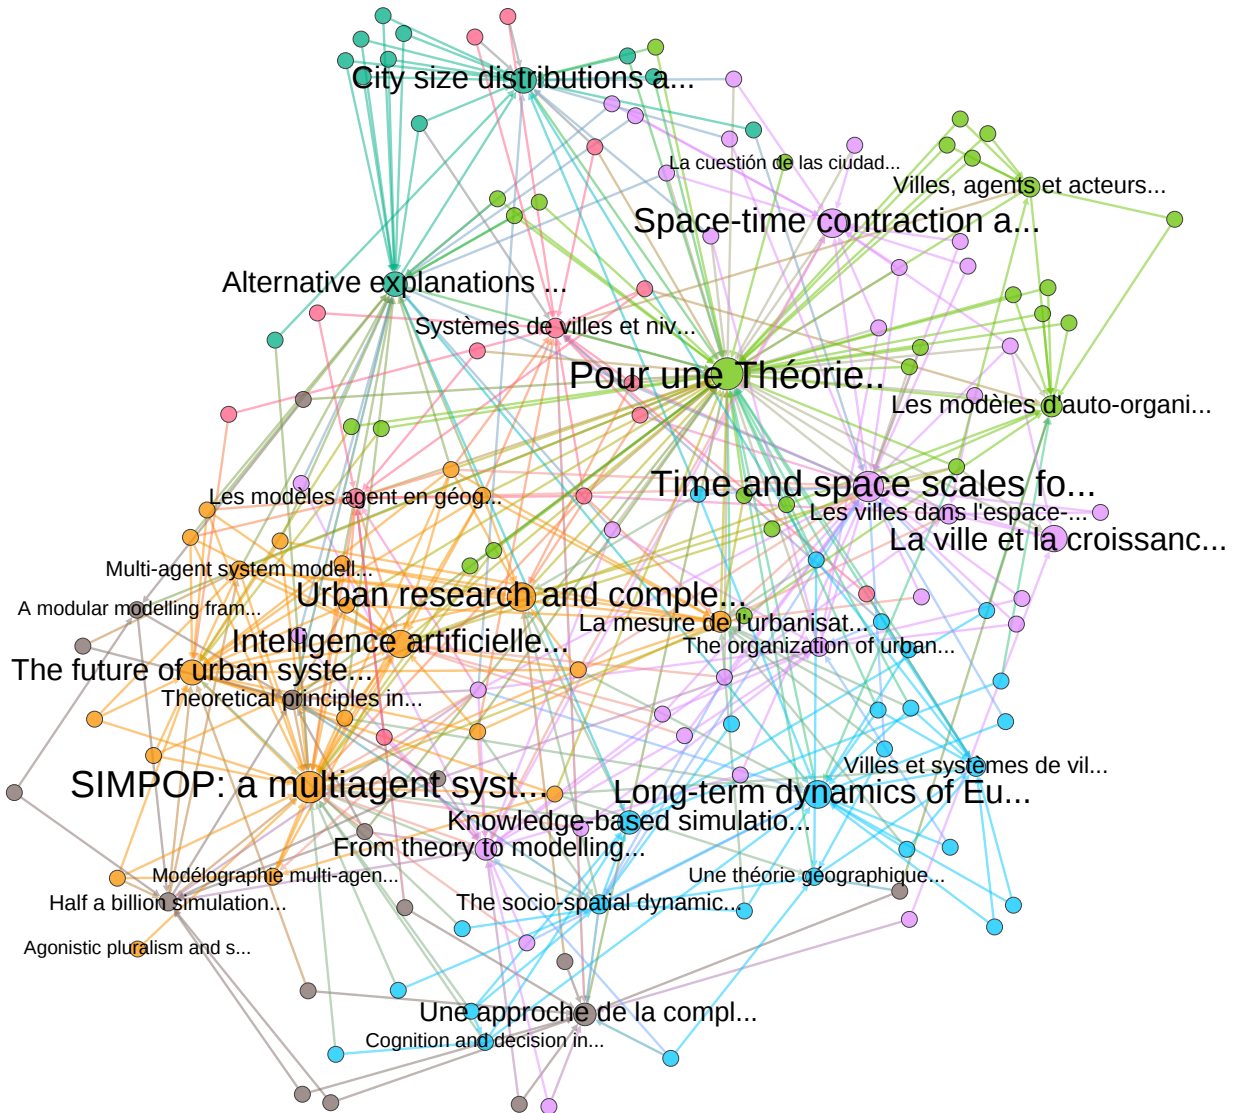 City size distributions a...
La cuestión de las ciudad...
Villes, agents et acteurs...
Space-time contraction a...
Alternative explanations ...
Systèmes de villes et niv...
Pour une Théorie..
Les modèles d'auto-organi...
Time and space scales fo...
Les modèles agent en géog...
Les villes dans l'espace-...
La ville et la croissanc...
Multi-agent system modell...
Urban research and comple...
A modular modelling fram...
La mesure de l'urbanisat...
Intelligence artificielle...
The organization of urban...
The future of urban syste...
Theoretical principles in...
Villes et systèmes de vil...
SIMPOP: a multiagent syst...
Long-term dynamics of Eu...
Knowledge-based simulatio...
From theory to modelling...
Modélographie multi-agen...
Une théorie géographique...
Half a billion simulation...
The socio-spatial dynamic...
Agonistic pluralism and s...
Une approche de la compl...
Cognition and decision in...